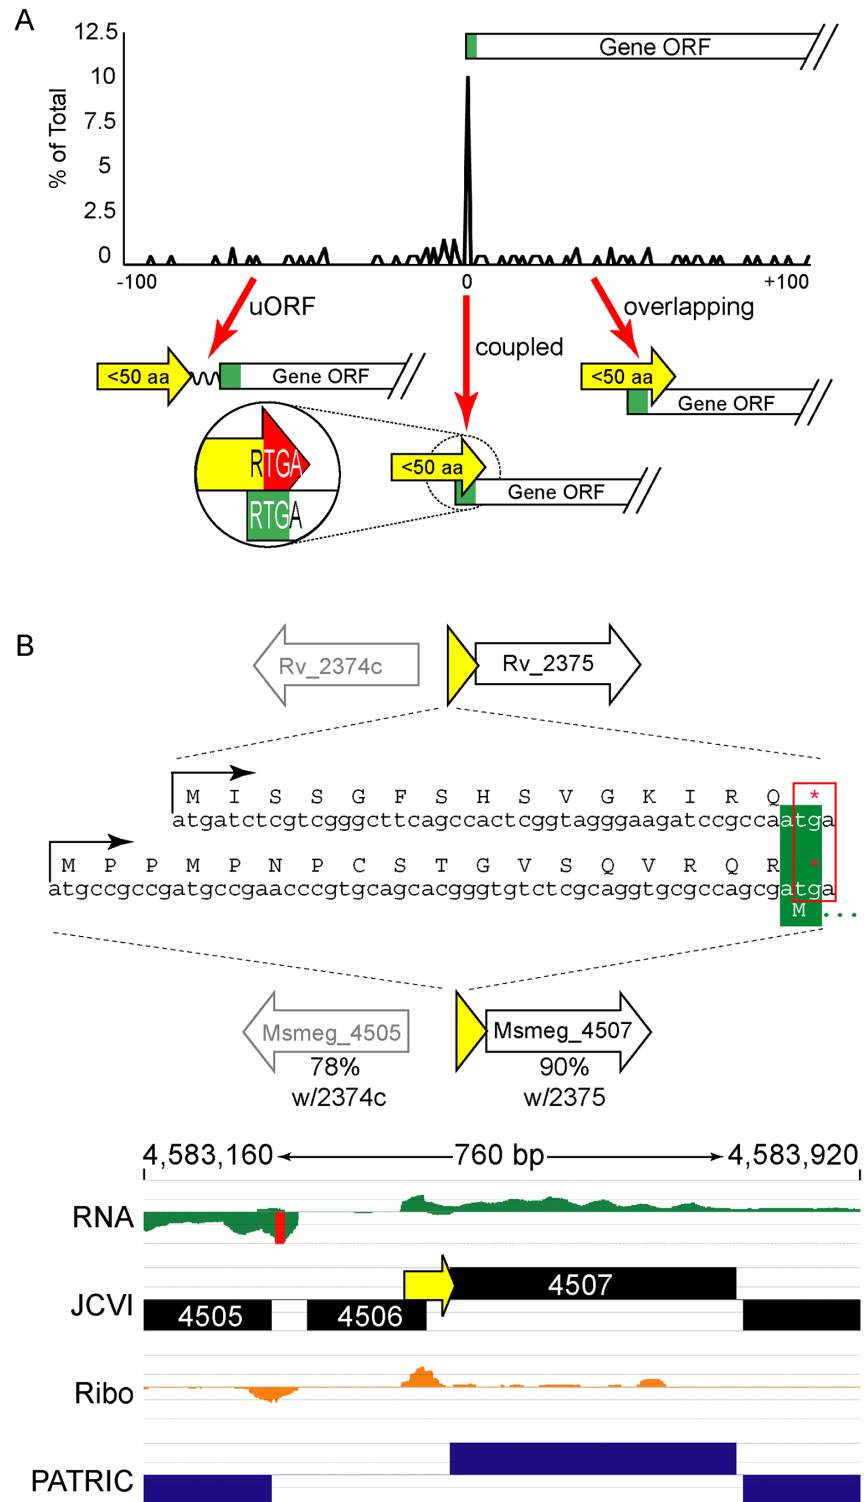 A
% of Total
12.5
10
7.5
5
2.5
0
-100
0
+100
Gene ORF
uORF
coupled
overlapping
<50 aa
Gene ORF
<50 aa
Gene ORF
<50 aa
Gene ORF
RTGA
RTGA
B
Rv_2374c
Rv_2375
M I S S G F S H S V G K I R Q *
atgatctcgtcgggcttcagccactcggtagggaagatccgccaatga
M P P M P N P C S T G V S Q V R Q R *
atgccgccgatgccgaacccgtgcagcacgggtgtctcgcaggtgcgccagcgatga
M . . .
Msmeg_4505
Msmeg_4507
78%
w/2374c
90%
w/2375
4,583,160
760 bp
4,583,920
RNA
JCVI
4505
4506
4507
Ribo
PATRIC